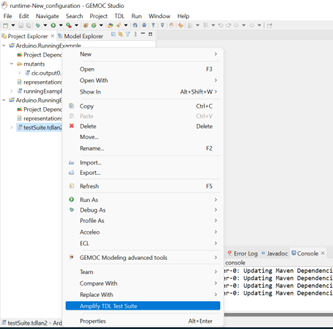 runtime-New_configuration - GEMOC Studio
File Edit Navigate Search Project TDL Run Window Help
Project Explorer Model Explorer
Arduino.RunningExample
Project Depen
mutants
cic.output0.
representations
runningExamp
Arduino.RunningE
Project Depen
representations
testSuite.tdlan2
New
Open F3
Open With
Show In Alt+Shift+W
Copy Ctrl+C
Paste Ctrl+V
Delete Delete
Move...
Rename... F2
Import...
Export...
Refresh F5
Run As
Debug As
Profile As
Acceleo
ECL
GEMOC Modeling advanced tools
Team
Compare With
Replace With
Amplify TDL Test Suite
Properties Alt+Enter
Error Log Javadoc Console
console
er-0: Updating Maven Dependenci
er-0: Updating Maven Dependenci
er-0: Updating Maven Dependenci
er-0: Updating Maven Dependenci
testSuite.tdlan2 - Ard